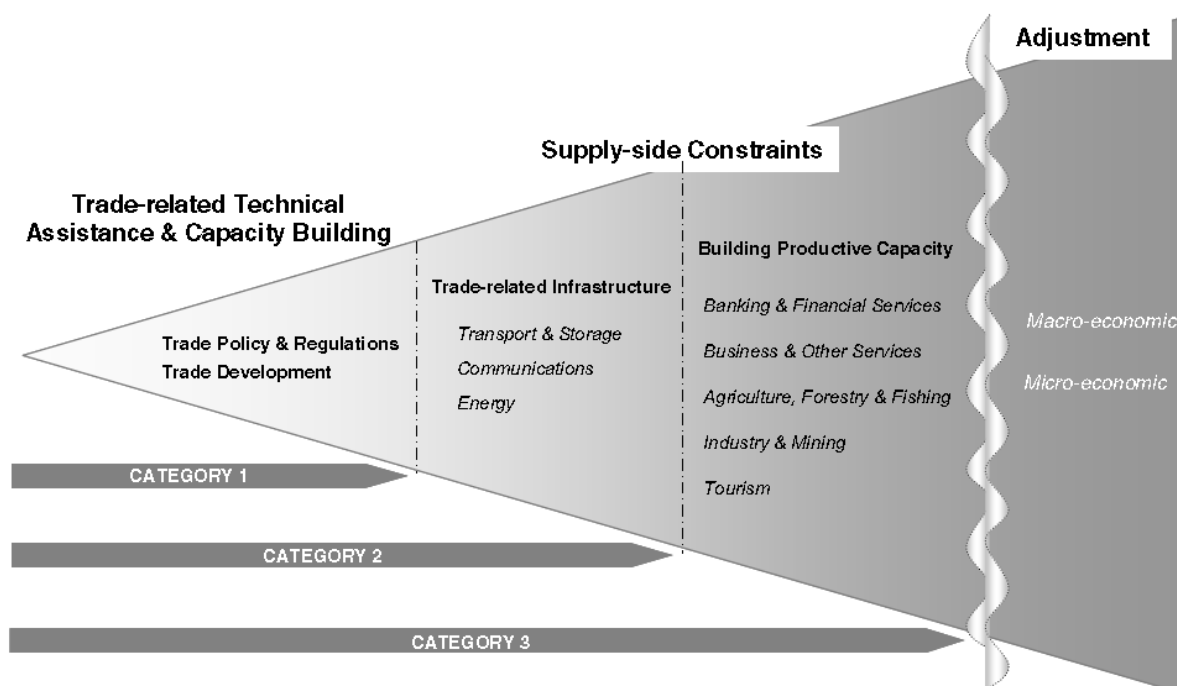 Adjustment
Supply-side Constraints
Trade-related Technical
Assistance & Capacity Building
Trade Policy & Regulations
Trade Development
Trade-related Infrastructure
Transport & Storage
Communications
Energy
Building Productive Capacity
Banking & Financial Services
Business & Other Services
Agriculture, Forestry & Fishing
Industry & Mining
Tourism
Macro-economic
Micro-economic
CATEGORY 1
CATEGORY 2
CATEGORY 3